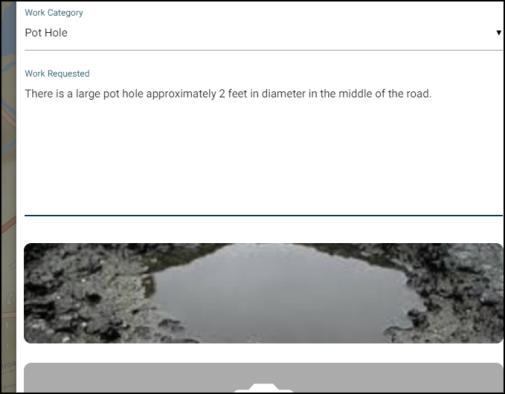 Work Category
Pot Hole
Work Requested
There is a large pot hole approximately 2 feet in diameter in the middle of the road.